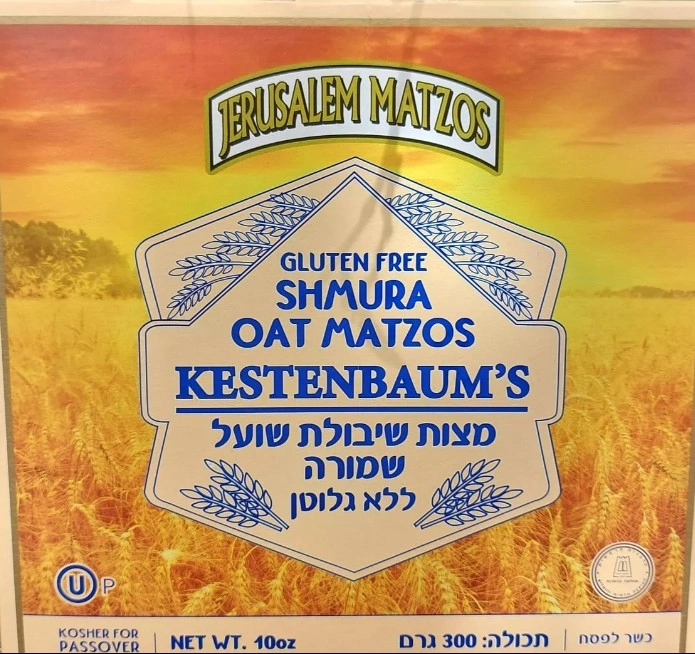 JERUSALEM MATZOS
GLUTEN FREE
SHMURA
OAT MATZOS
KESTENBAUM'S
מצות שיבולת שועל
שמורה
ללא גלוטן
U P
KOSHER FOR
PASSOVER
NET WT. 10oz
תכולה: 300 גרם
כשר לפסח